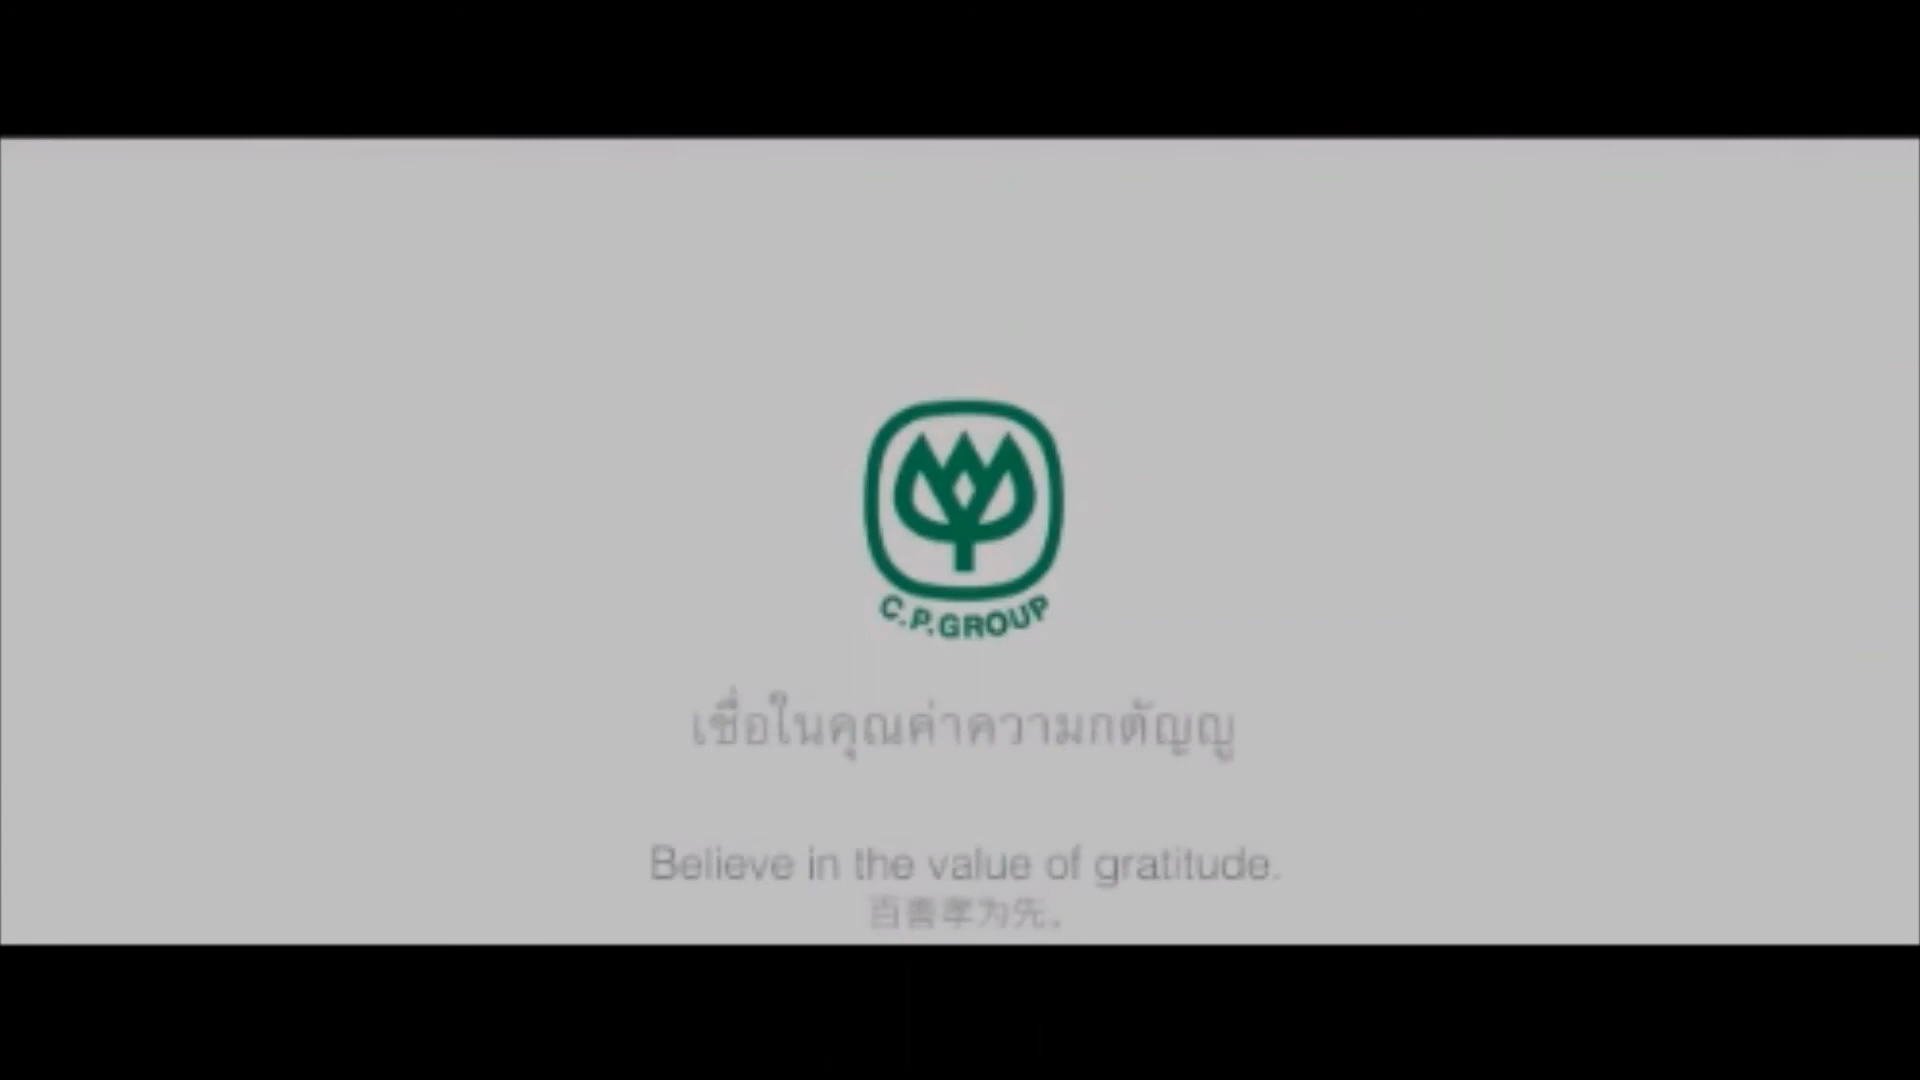 C.P.GROUP
เชื่อในคุณค่าความกตัญญู
Believe in the value of gratitude.
百善孝为先。